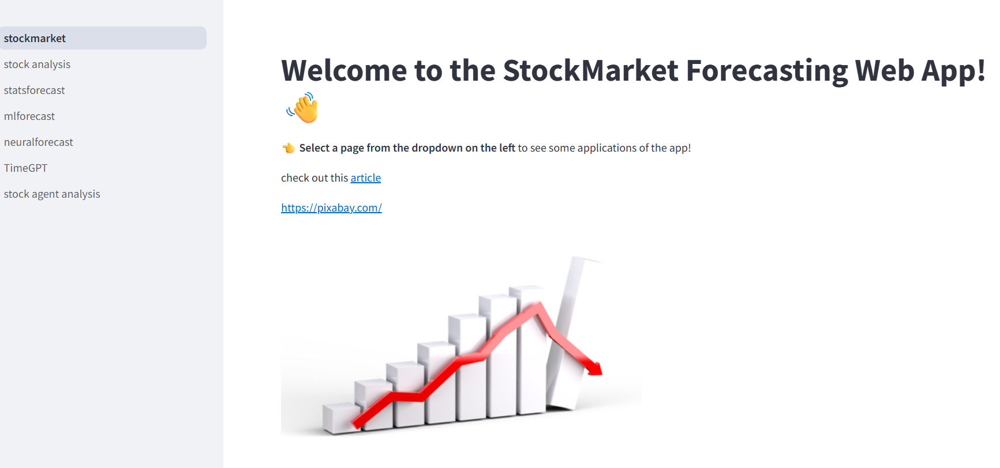 stockmarket
stock analysis
statsforecast
mlforecast
neuralforecast
TimeGPT
stock agent analysis
Welcome to the StockMarket Forecasting Web App!
👋
👈 Select a page from the dropdown on the left to see some applications of the app!
check out this article
https://pixabay.com/